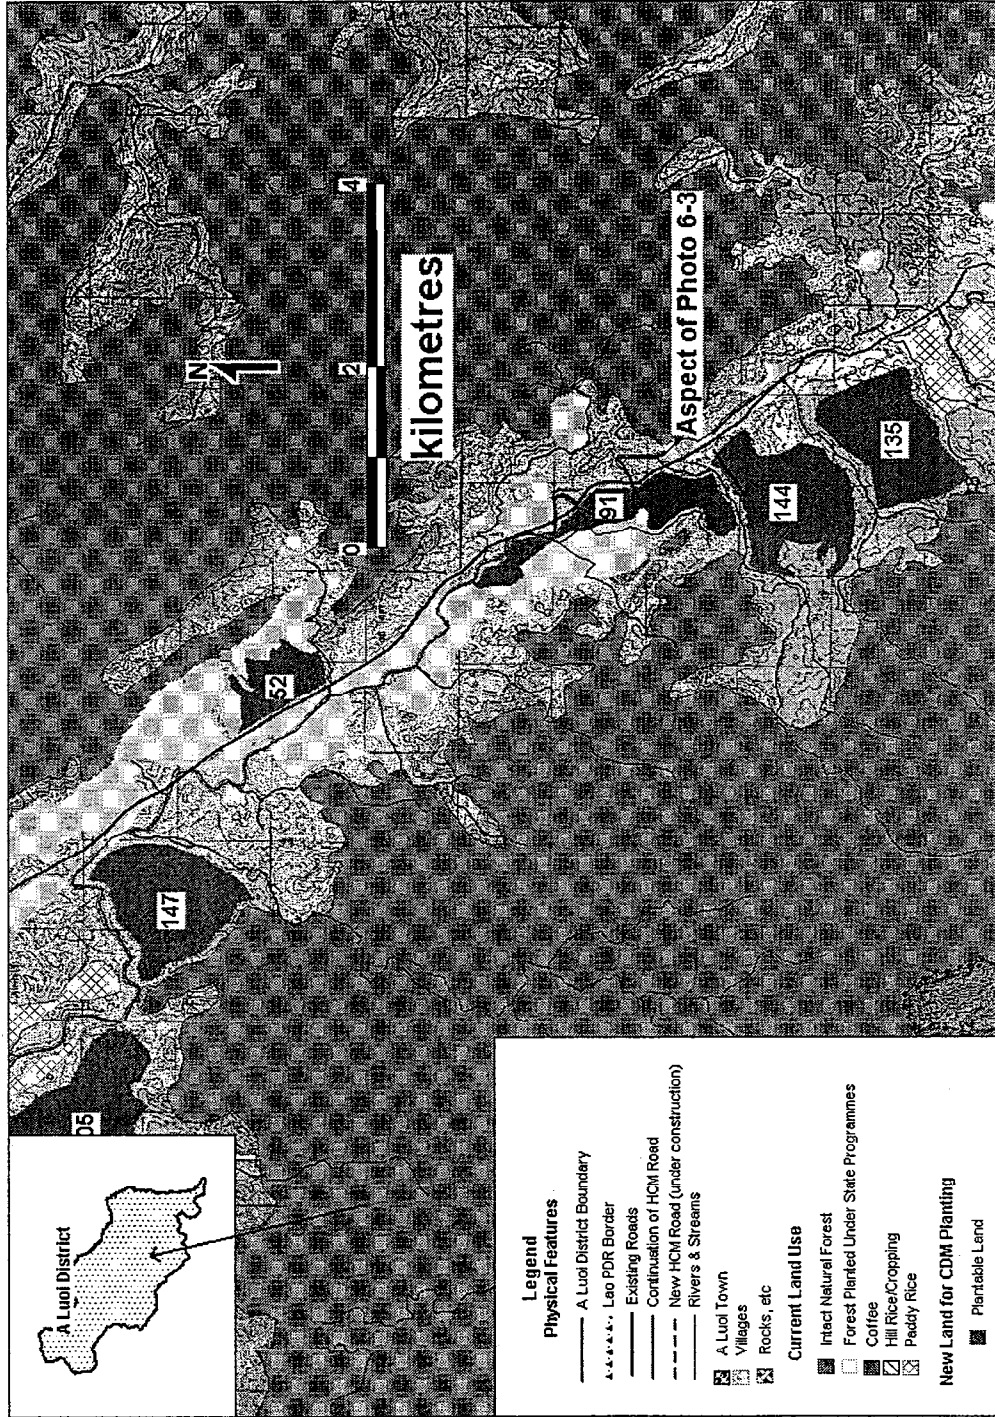 A Luoi District
N
0 2 4
kilometres
Aspect of Photo 6-3
05
147
52
91
144
135
Legend
Physical Features
A Luoi District Boundary
Lao PDR Border
Existing Roads
Continuation of HCM Road
New HCM Road (under construction)
Rivers & Streams
A Luoi Town
Villages
Rocks, etc
Current Land Use
Intact Natural Forest
Forest Planted Under State Programmes
Coffee
Hill Rice/Cropping
Paddy Rice
New Land for CDM Planting
Plantable Land